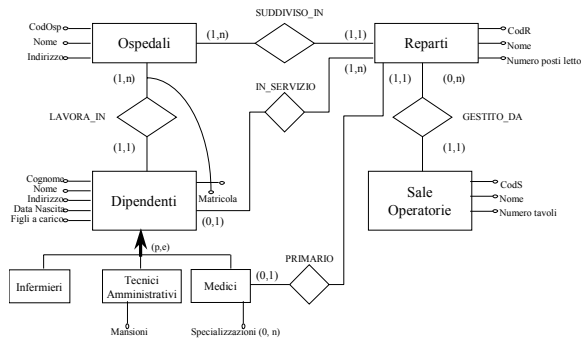 SUDDIVISO_IN
CodOsp
Nome
Indirizzo
Ospedali
(1,n)
(1,1)
Reparti
CodR
Nome
Numero posti letto
(1,n)
(1,n)
(1,1)
(0,n)
IN_SERVIZIO
LAVORA_IN
GESTITO_DA
(1,1)
(1,1)
Cognome
Nome
Indirizzo
Data Nascita
Figli a carico
Dipendenti
Matricola
(0,1)
Sale
Operatorie
CodS
Nome
Numero tavoli
(p,e)
PRIMARIO
Infermieri
Tecnici
Amministrativi
Medici
(0,1)
Mansioni
Specializzazioni (0, n)